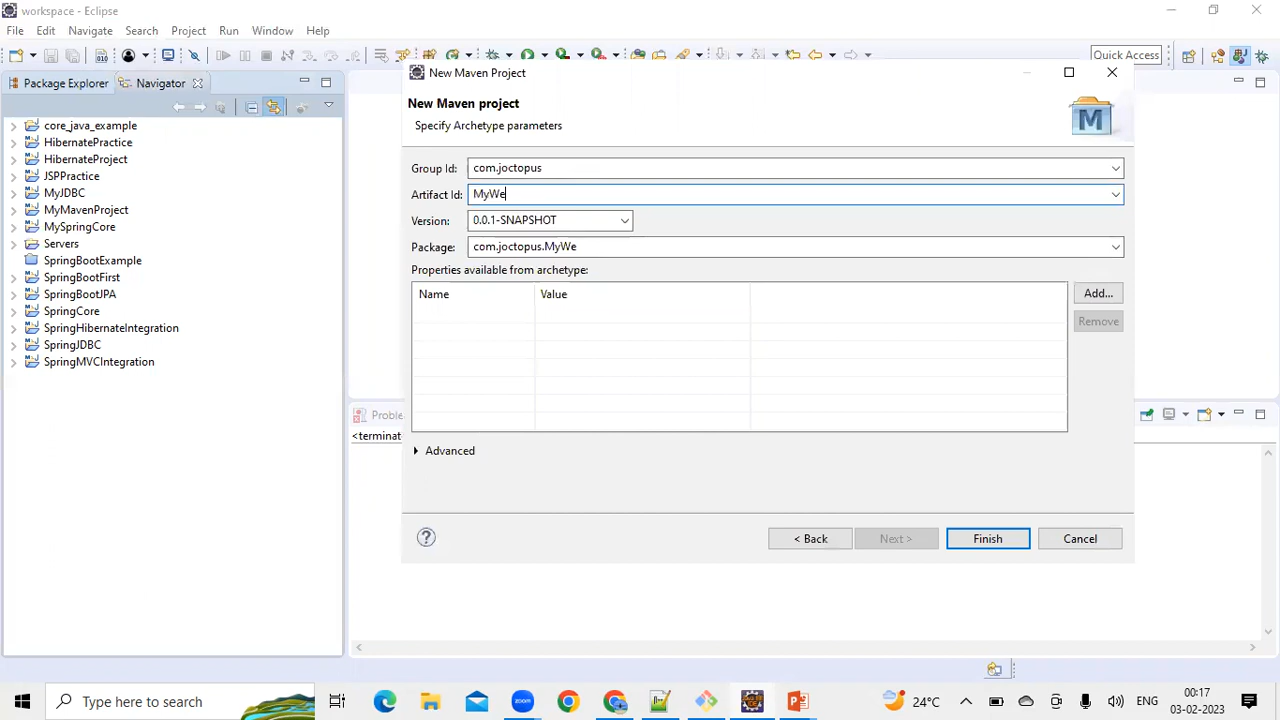 workspace - Eclipse
File Edit Navigate Search Project Run Window Help
Quick Access
Package Explorer Navigator
core_java_example
HibernatePractice
HibernateProject
JSPPractice
MyJDBC
MyMavenProject
MySpringCore
Servers
SpringBootExample
SpringBootFirst
SpringBootJPA
SpringCore
SpringHibernateIntegration
SpringJDBC
SpringMVCIntegration
New Maven Project
New Maven project
Specify Archetype parameters
M
Group Id: com.joctopus
Artifact Id: MyWe
Version: 0.0.1-SNAPSHOT
Package: com.joctopus.MyWe
Properties available from archetype:
Name Value
Add...
Remove
Advanced
? < Back Next > Finish Cancel
Proble
<terminat
Type here to search
zoom
24°C
ENG
00:17
03-02-2023